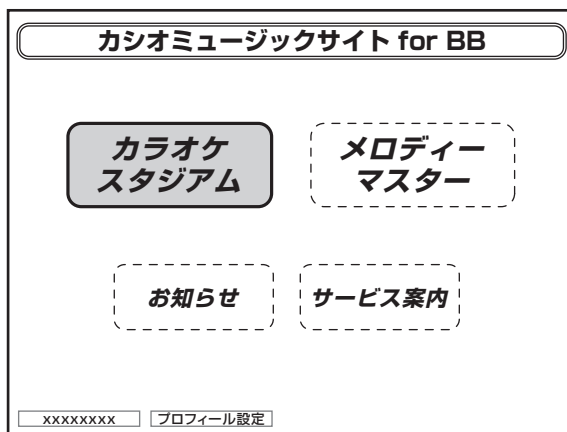 カシオミュージックサイト for BB
カラオケ
スタジアム
メロディー
マスター
お知らせ
サービス案内
xxxxxxxx
プロフィール設定